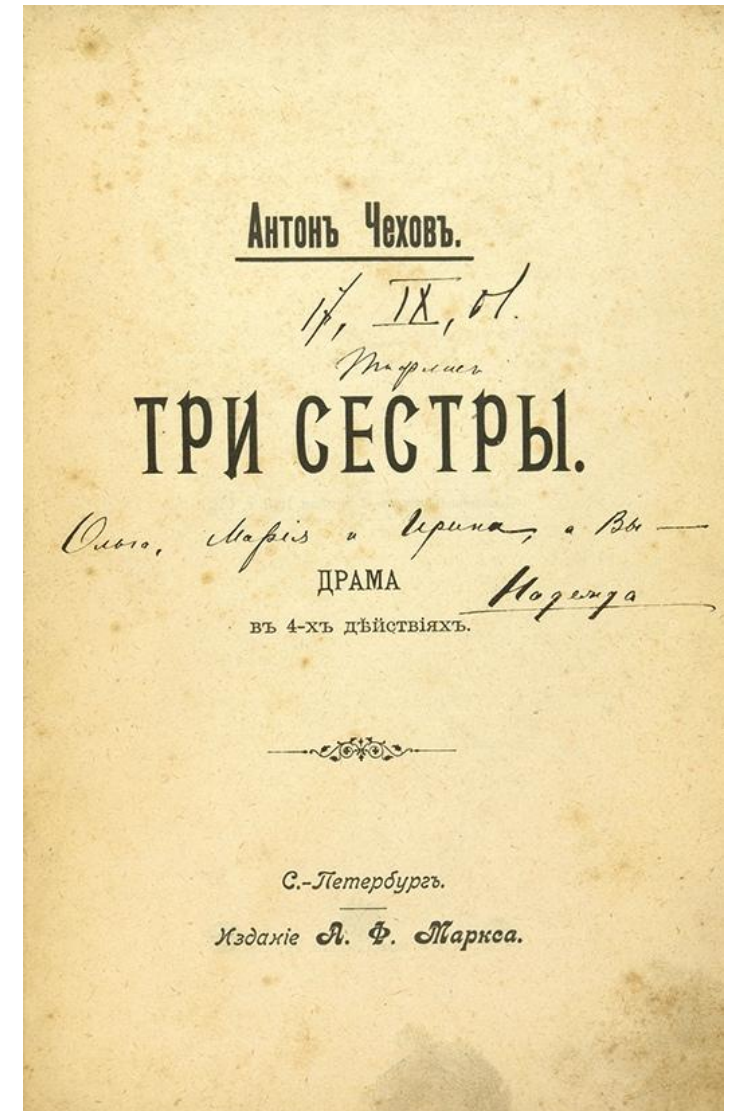 Антонъ Чеховъ.
17, IX, 01.
Тифлисъ
ТРИ СЕСТРЫ.
Ольга, Марія и Ирина, а Вы —
Надежда
ДРАМА
въ 4-хъ дѣйствіяхъ.
С.-Петербургъ.
Изданіе А. Ф. Маркса.